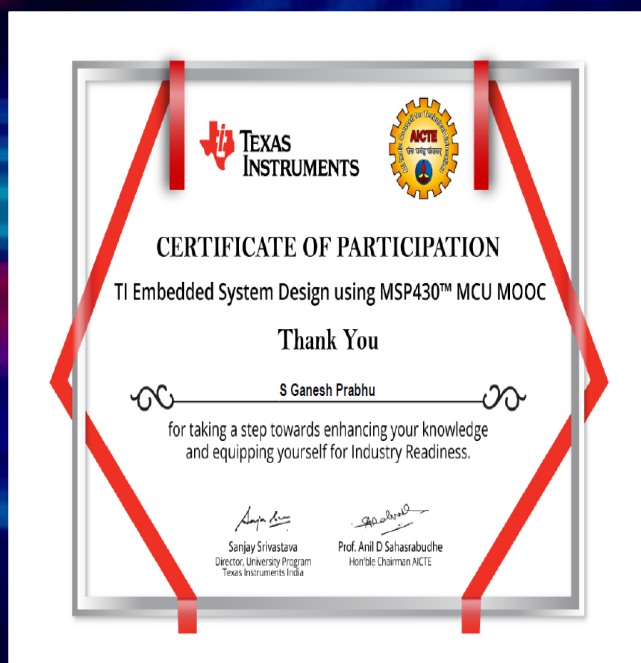 TEXAS
INSTRUMENTS
AICTE
CERTIFICATE OF PARTICIPATION
TI Embedded System Design using MSP430™ MCU MOOC
Thank You
S Ganesh Prabhu
for taking a step towards enhancing your knowledge
and equipping yourself for Industry Readiness.
Sanjay Srivastava
Director, University Program
Texas Instruments India
Prof. Anil D Sahasrabudhe
Hon'ble Chairman AICTE